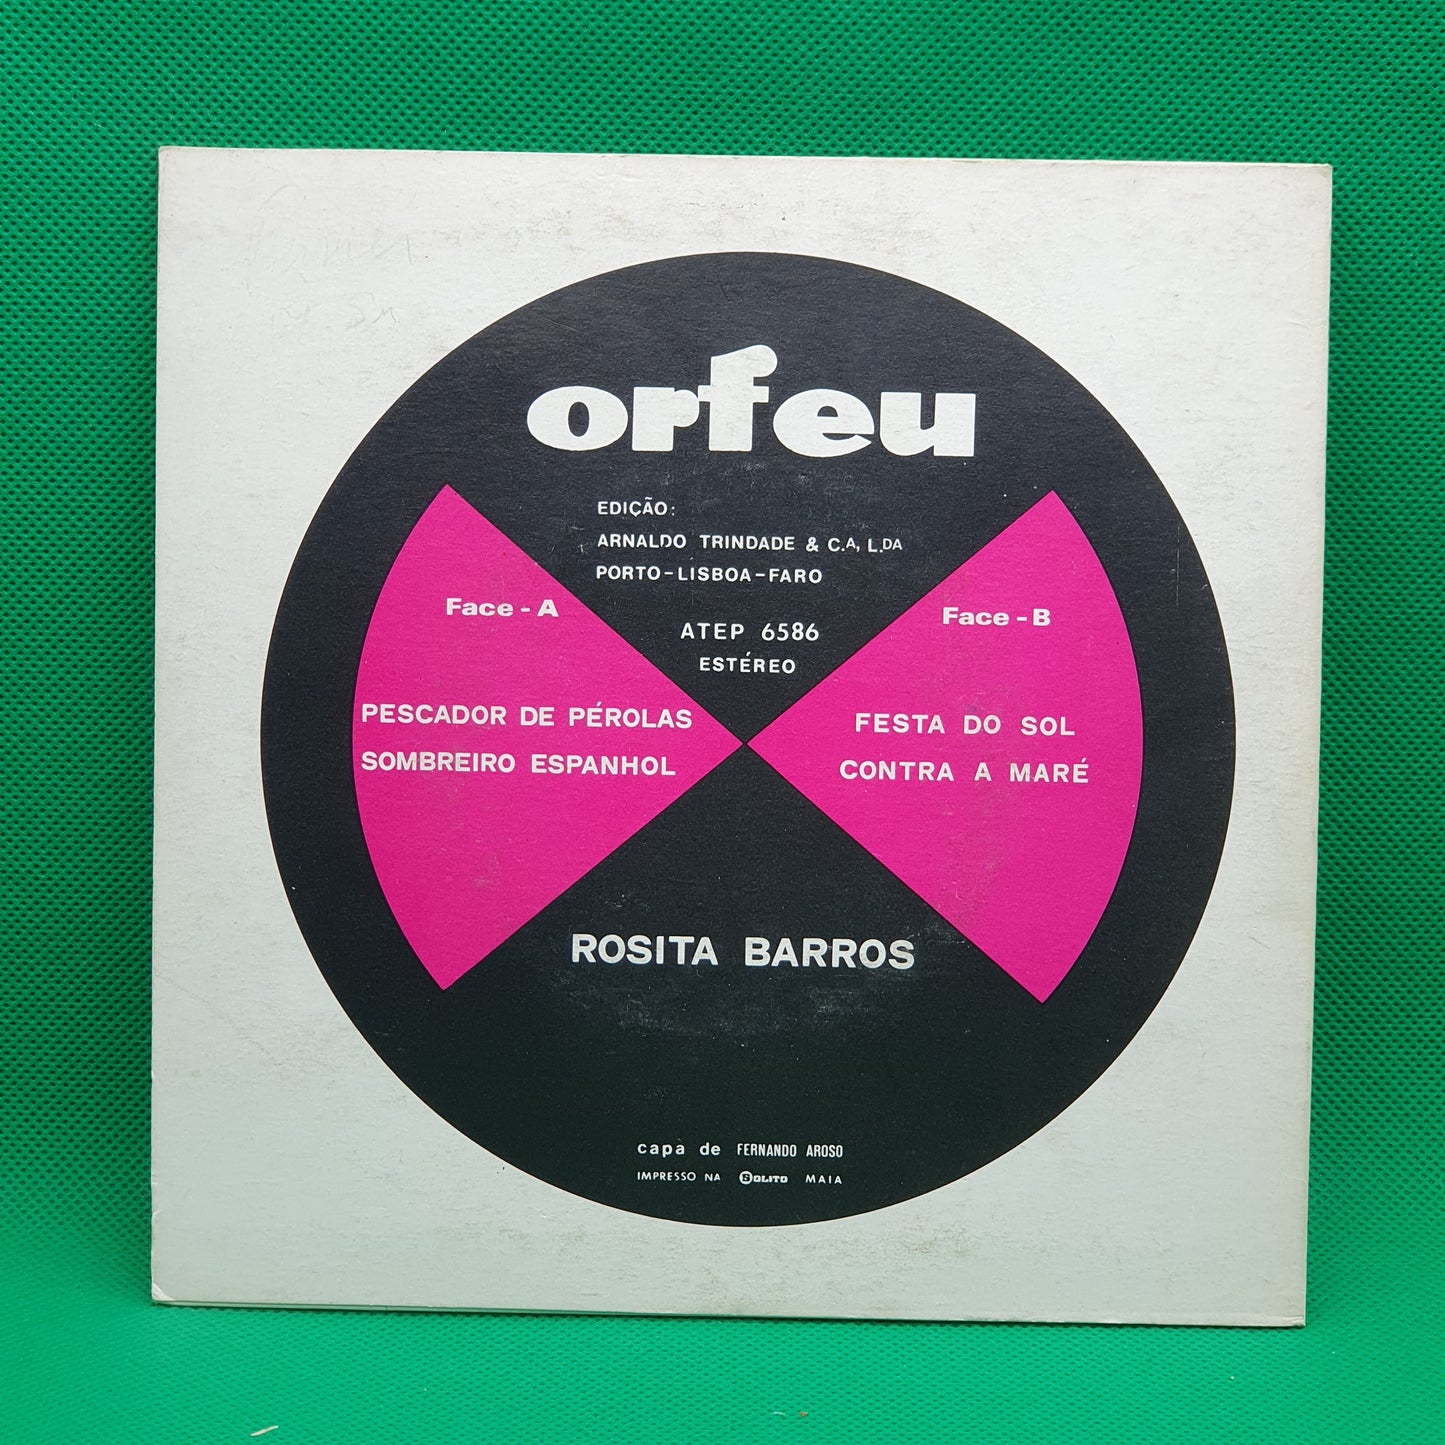 orfeu
EDIÇÃO:
ARNALDO TRINDADE & C.A, L.DA
PORTO-LISBOA-FARO
ATEP 6586
ESTÉREO
Face - A
PESCADOR DE PÉROLAS
SOMBREIRO ESPANHOL
Face - B
FESTA DO SOL
CONTRA A MARÉ
ROSITA BARROS
capa de FERNANDO AROSO
IMPRESSO NA SOLITO MAIA